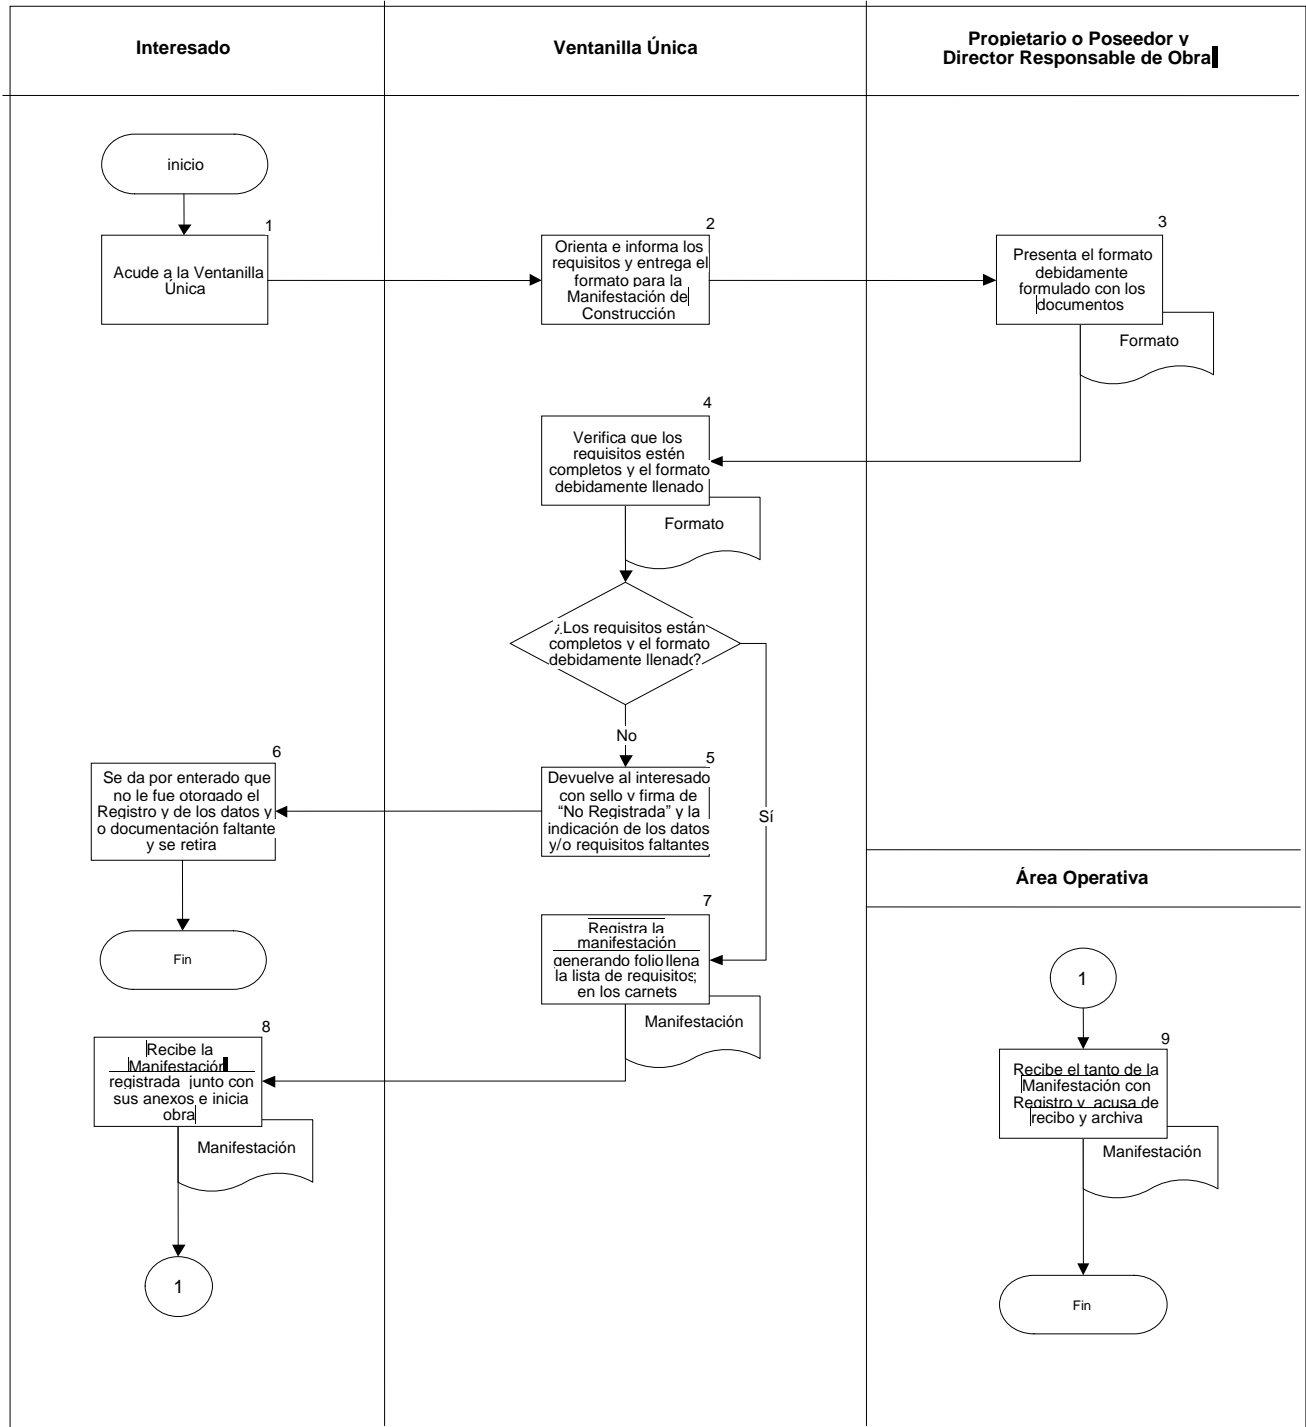 Interesado
Ventanilla Única
Propietario o Poseedor y
Director Responsable de Obra
inicio
1
Acude a la Ventanilla
Única
2
Orienta e informa los
requisitos y entrega el
formato para la
Manifestación de
Construcción
3
Presenta el formato
debidamente
formulado con los
documentos
Formato
4
Verifica que los
requisitos estén
completos y el formato
debidamente llenado
Formato
¿Los requisitos están
completos y el formato
debidamente llenado?
No
Sí
5
Devuelve al interesado
con sello y firma de
“No Registrada” y la
indicación de los datos
y/o requisitos faltantes
6
Se da por enterado que
no le fue otorgado el
Registro y de los datos y
o documentación faltante
y se retira
Fin
7
Registra la
manifestación
generando folio llena
la lista de requisitos;
en los carnets
Manifestación
8
Recibe la
Manifestación
registrada junto con
sus anexos e inicia
obra
Manifestación
1
Área Operativa
1
9
Recibe el tanto de la
Manifestación con
Registro y acusa de
recibo y archiva
Manifestación
Fin